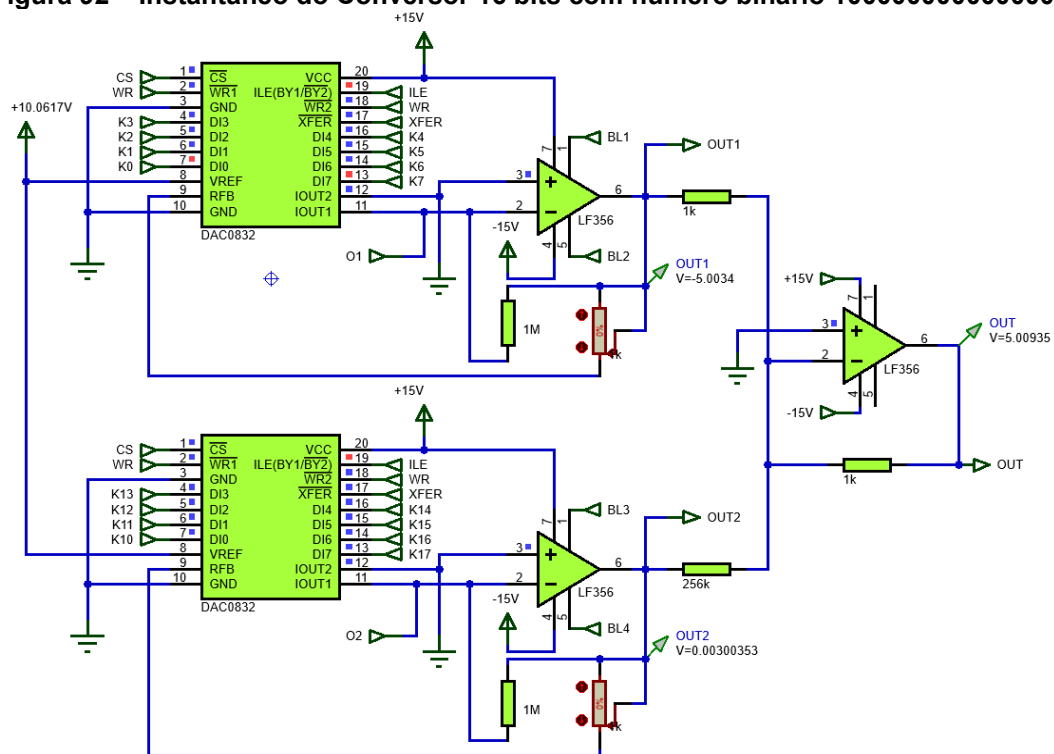 Instantâneo do Conversor 16 bits com número binário
+15V
+10.0617V
CS 1 CS VCC 20
WR 2 WR1 ILE(BY1/BY2) 19 ILE
3 GND WR2 18 WR
K3 4 DI3 XFER 17 XFER
K2 5 DI2 DI4 16 K4
K1 6 DI1 DI5 15 K5
K0 7 DI0 DI6 14 K6
8 VREF DI7 13 K7
9 RFB IOUT2 12
10 GND IOUT1 11
DAC0832
O1
BL1
7 1
3 + 6
2 −
LF356
4 5
-15V
BL2
OUT1
1k
OUT1
V=-5.0034
1M
0%
1k
+15V
7 1
3 + 6
2 −
LF356
4 5
-15V
OUT
V=5.00935
1k
OUT
+15V
CS 1 CS VCC 20
WR 2 WR1 ILE(BY1/BY2) 19 ILE
3 GND WR2 18 WR
K13 4 DI3 XFER 17 XFER
K12 5 DI2 DI4 16 K14
K11 6 DI1 DI5 15 K15
K10 7 DI0 DI6 14 K16
8 VREF DI7 13 K17
9 RFB IOUT2 12
10 GND IOUT1 11
DAC0832
O2
BL3
7 1
3 + 6
2 −
LF356
4 5
-15V
BL4
OUT2
256k
OUT2
V=0.00300353
1M
0%
1k